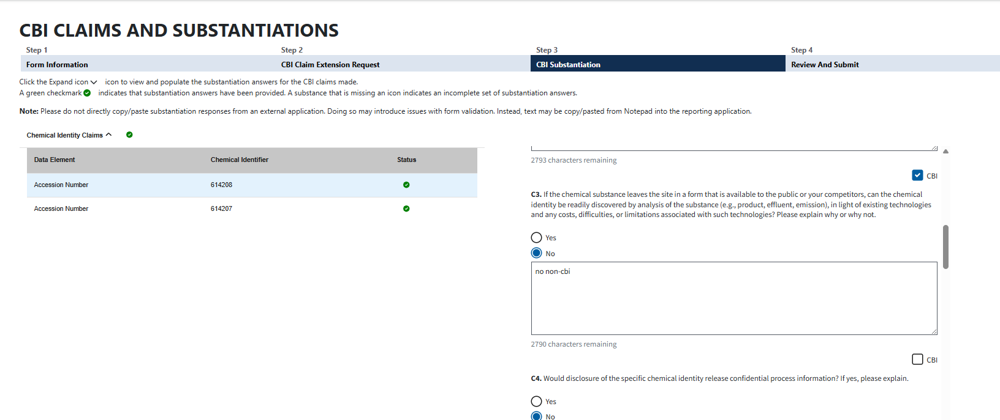 CBI CLAIMS AND SUBSTANTIATIONS
Step 1 Step 2 Step 3 Step 4
Form Information CBI Claim Extension Request CBI Substantiation Review And Submit
Click the Expand icon icon to view and populate the substantiation answers for the CBI claims made.
A green checkmark indicates that substantiation answers have been provided. A substance that is missing an icon indicates an incomplete set of substantiation answers.
Note: Please do not directly copy/paste substantiation responses from an external application. Doing so may introduce issues with form validation. Instead, text may be copy/pasted from Notepad into the reporting application.
Chemical Identity Claims
Data Element Chemical Identifier Status
Accession Number 614208
Accession Number 614207
2793 characters remaining
CBI
C3. If the chemical substance leaves the site in a form that is available to the public or your competitors, can the chemical
identity be readily discovered by analysis of the substance (e.g., product, effluent, emission), in light of existing technologies
and any costs, difficulties, or limitations associated with such technologies? Please explain why or why not.
Yes
No
no non-cbi
2790 characters remaining
CBI
C4. Would disclosure of the specific chemical identity release confidential process information? If yes, please explain.
Yes
No